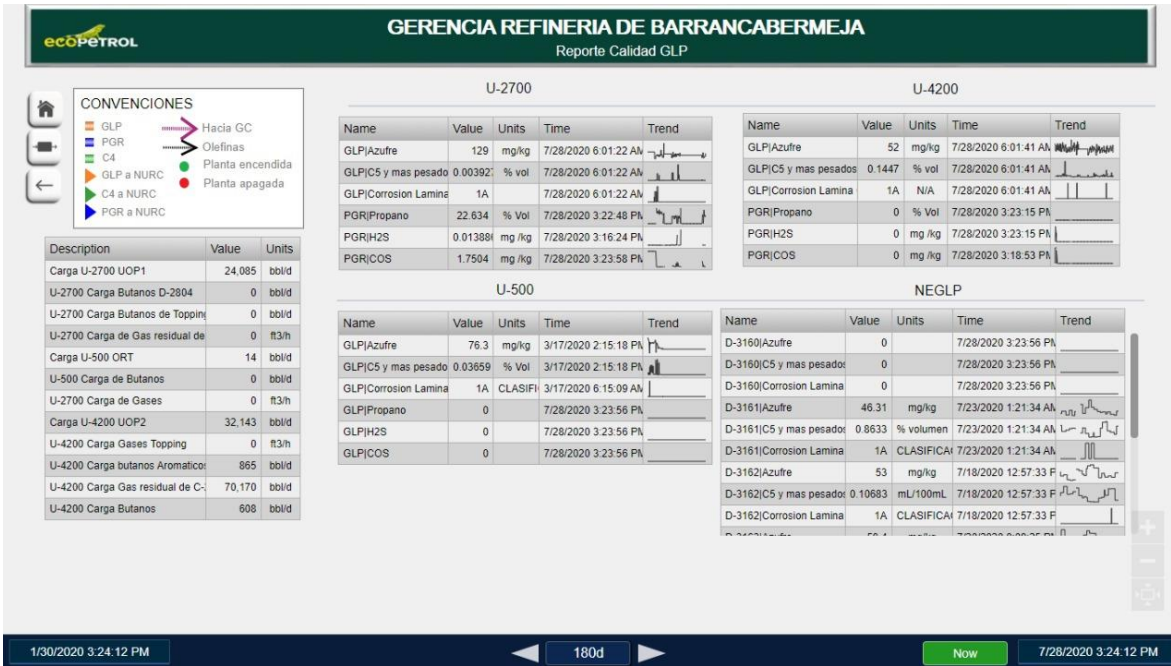 ecopetrol
GERENCIA REFINERIA DE BARRANCABERMEJA
Reporte Calidad GLP
CONVENCIONES
GLP
PGR
C4
GLP a NURC
C4 a NURC
PGR a NURC
Hacia GC
Olefinas
Planta encendida
Planta apagada
Description Value Units
Carga U-2700 UOP1 24,085 bbl/d
U-2700 Carga Butanos D-2804 0 bbl/d
U-2700 Carga Butanos de Topping 0 bbl/d
U-2700 Carga de Gas residual de 0 ft3/h
Carga U-500 ORT 14 bbl/d
U-500 Carga de Butanos 0 bbl/d
U-2700 Carga de Gases 0 ft3/h
Carga U-4200 UOP2 32,143 bbl/d
U-4200 Carga Gases Topping 0 ft3/h
U-4200 Carga butanos Aromaticos 865 bbl/d
U-4200 Carga Gas residual de C- 70,170 bbl/d
U-4200 Carga Butanos 608 bbl/d
U-2700
Name Value Units Time Trend
GLP|Azufre 129 mg/kg 7/28/2020 6:01:22 AM
GLP|C5 y mas pesado 0.003927 % vol 7/28/2020 6:01:22 AM
GLP|Corrosion Lamina 1A 7/28/2020 6:01:22 AM
PGR|Propano 22.634 % Vol 7/28/2020 3:22:48 PM
PGR|H2S 0.01388 mg /kg 7/28/2020 3:16:24 PM
PGR|COS 1.7504 mg /kg 7/28/2020 3:23:58 PM
U-4200
Name Value Units Time Trend
GLP|Azufre 52 mg/kg 7/28/2020 6:01:41 AM
GLP|C5 y mas pesados 0.1447 % vol 7/28/2020 6:01:41 AM
GLP|Corrosion Lamina 1A N/A 7/28/2020 6:01:41 AM
PGR|Propano 0 % Vol 7/28/2020 3:23:15 PM
PGR|H2S 0 mg /kg 7/28/2020 3:23:15 PM
PGR|COS 0 mg /kg 7/28/2020 3:18:53 PM
U-500
Name Value Units Time Trend
GLP|Azufre 76.3 mg/kg 3/17/2020 2:15:18 PM
GLP|C5 y mas pesado 0.03659 % Vol 3/17/2020 2:15:18 PM
GLP|Corrosion Lamina 1A CLASIFI 3/17/2020 6:15:09 AM
GLP|Propano 0 7/28/2020 3:23:56 PM
GLP|H2S 0 7/28/2020 3:23:56 PM
GLP|COS 0 7/28/2020 3:23:56 PM
NEGLP
Name Value Units Time Trend
D-3160|Azufre 0 7/28/2020 3:23:56 PM
D-3160|C5 y mas pesados 0 7/28/2020 3:23:56 PM
D-3160|Corrosion Lamina 0 7/28/2020 3:23:56 PM
D-3161|Azufre 46.31 mg/kg 7/23/2020 1:21:34 AM
D-3161|C5 y mas pesados 0.8633 % volumen 7/23/2020 1:21:34 AM
D-3161|Corrosion Lamina 1A CLASIFICA 7/23/2020 1:21:34 AM
D-3162|Azufre 53 mg/kg 7/18/2020 12:57:33 P
D-3162|C5 y mas pesados 0.10683 mL/100mL 7/18/2020 12:57:33 P
D-3162|Corrosion Lamina 1A CLASIFICA 7/18/2020 12:57:33 P
1/30/2020 3:24:12 PM 180d Now 7/28/2020 3:24:12 PM